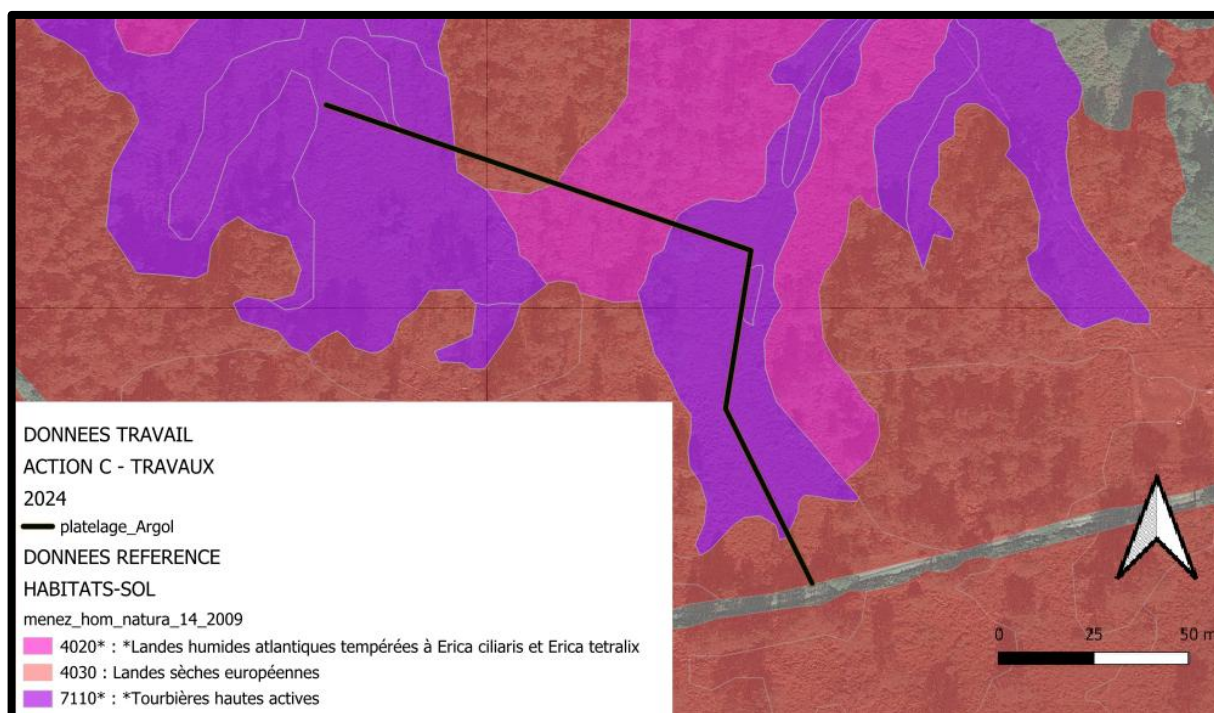 DONNEES TRAVAIL
ACTION C - TRAVAUX
2024
platelage_Argol
DONNEES REFERENCE
HABITATS-SOL
menez_hom_natura_14_2009
4020* : *Landes humides atlantiques tempérées à Erica ciliaris et Erica tetralix
4030 : Landes sèches européennes
7110* : *Tourbières hautes actives
0 25 50 m